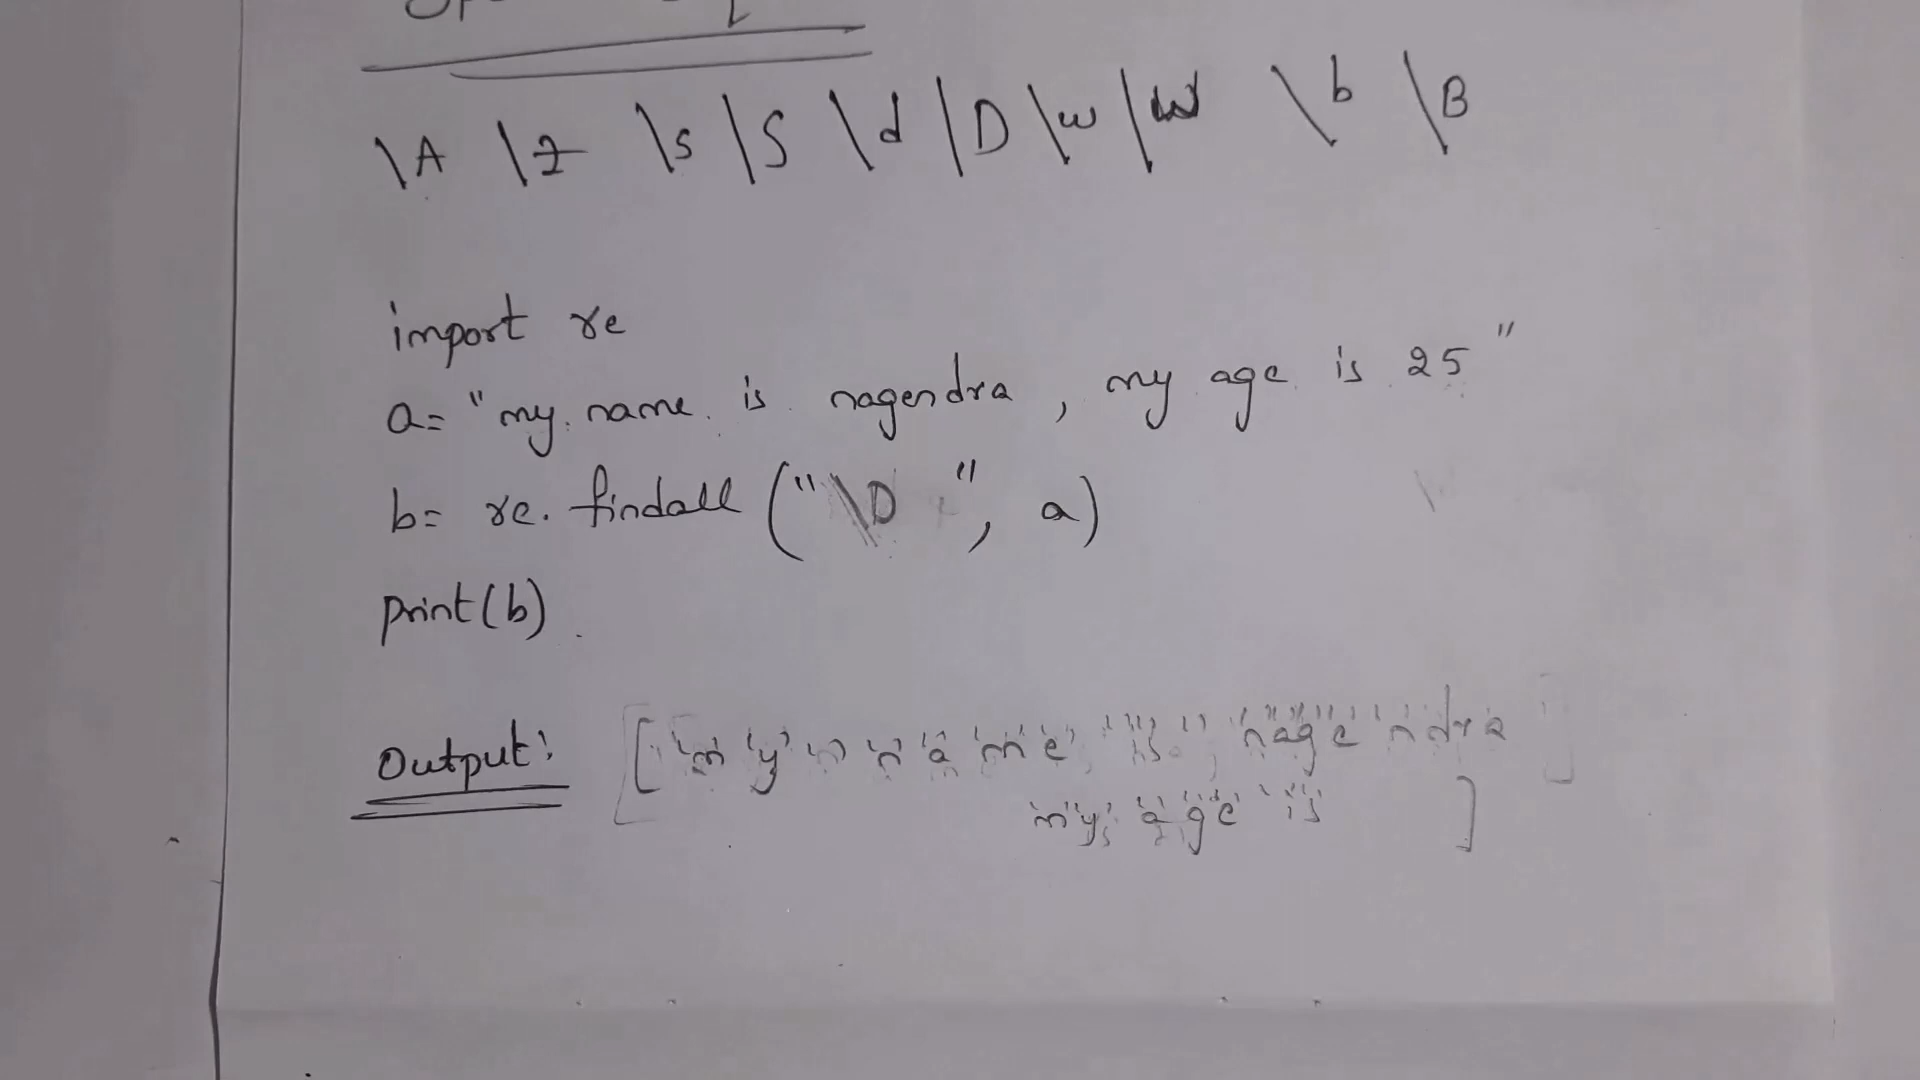 \A \z \s \S \d \D \w \W \b \B
import re
a= "my name is nagendra , my age is 25 "
b= re. findall ("\D ", a)
print(b)
Output: ['m' 'y' ' ' 'n' 'a' 'm' 'e' ' ' 'i' 's' ' ' 'n' 'a' 'g' 'e' 'n' 'd' 'r' 'a'
'm' 'y' 'a' 'g' 'e' ' ' 'i' 's' ]